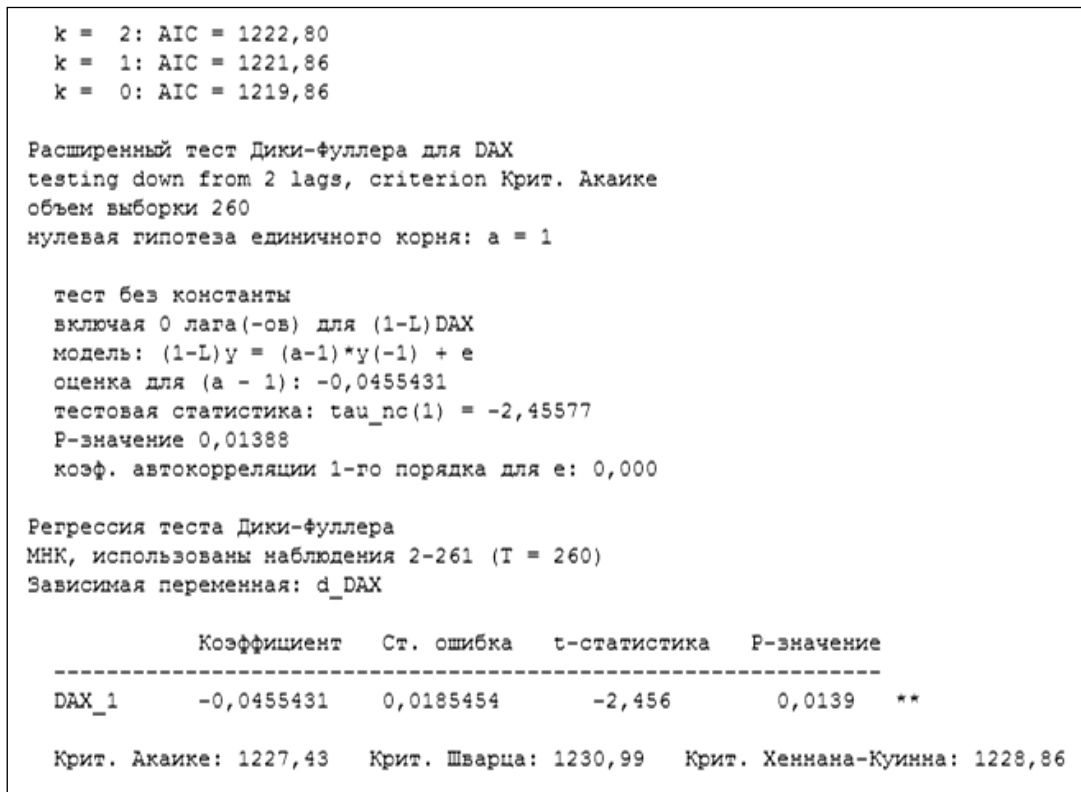 k =  2: AIC = 1222,80
k =  1: AIC = 1221,86
k =  0: AIC = 1219,86
Расширенный тест Дики-Фуллера для DAX
testing down from 2 lags, criterion Крит. Акаике
объем выборки 260
нулевая гипотеза единичного корня: a = 1
тест без константы
включая 0 лага(-ов) для (1-L)DAX
модель: (1-L)y = (a-1)*y(-1) + e
оценка для (a - 1): -0,0455431
тестовая статистика: tau_nc(1) = -2,45577
P-значение 0,01388
коэф. автокорреляции 1-го порядка для e: 0,000
Регрессия теста Дики-Фуллера
МНК, использованы наблюдения 2-261 (T = 260)
Зависимая переменная: d_DAX
Коэффициент   Ст. ошибка   t-статистика   P-значение
---------------------------------------------------------------
DAX_1   -0,0455431   0,0185454   -2,456   0,0139   **
Крит. Акаике: 1227,43   Крит. Шварца: 1230,99   Крит. Хеннана-Куинна: 1228,86